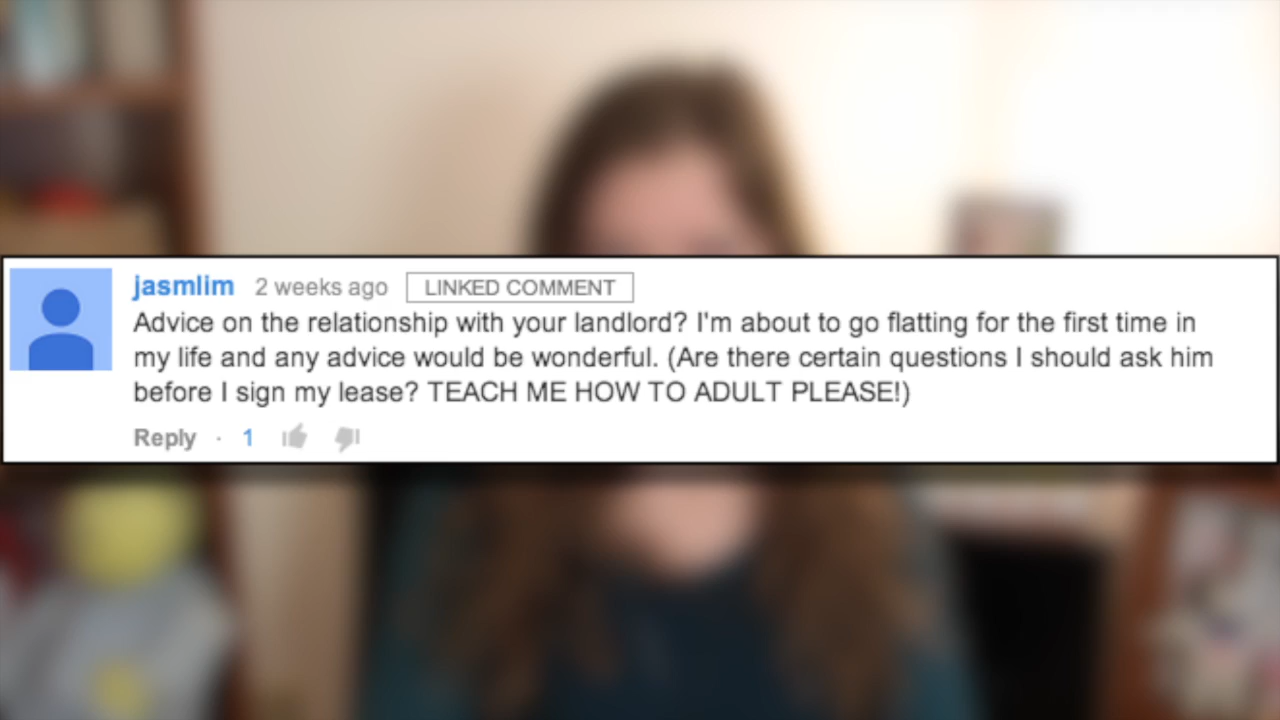 jasmlim 2 weeks ago LINKED COMMENT
Advice on the relationship with your landlord? I'm about to go flatting for the first time in
my life and any advice would be wonderful. (Are there certain questions I should ask him
before I sign my lease? TEACH ME HOW TO ADULT PLEASE!)
Reply · 1